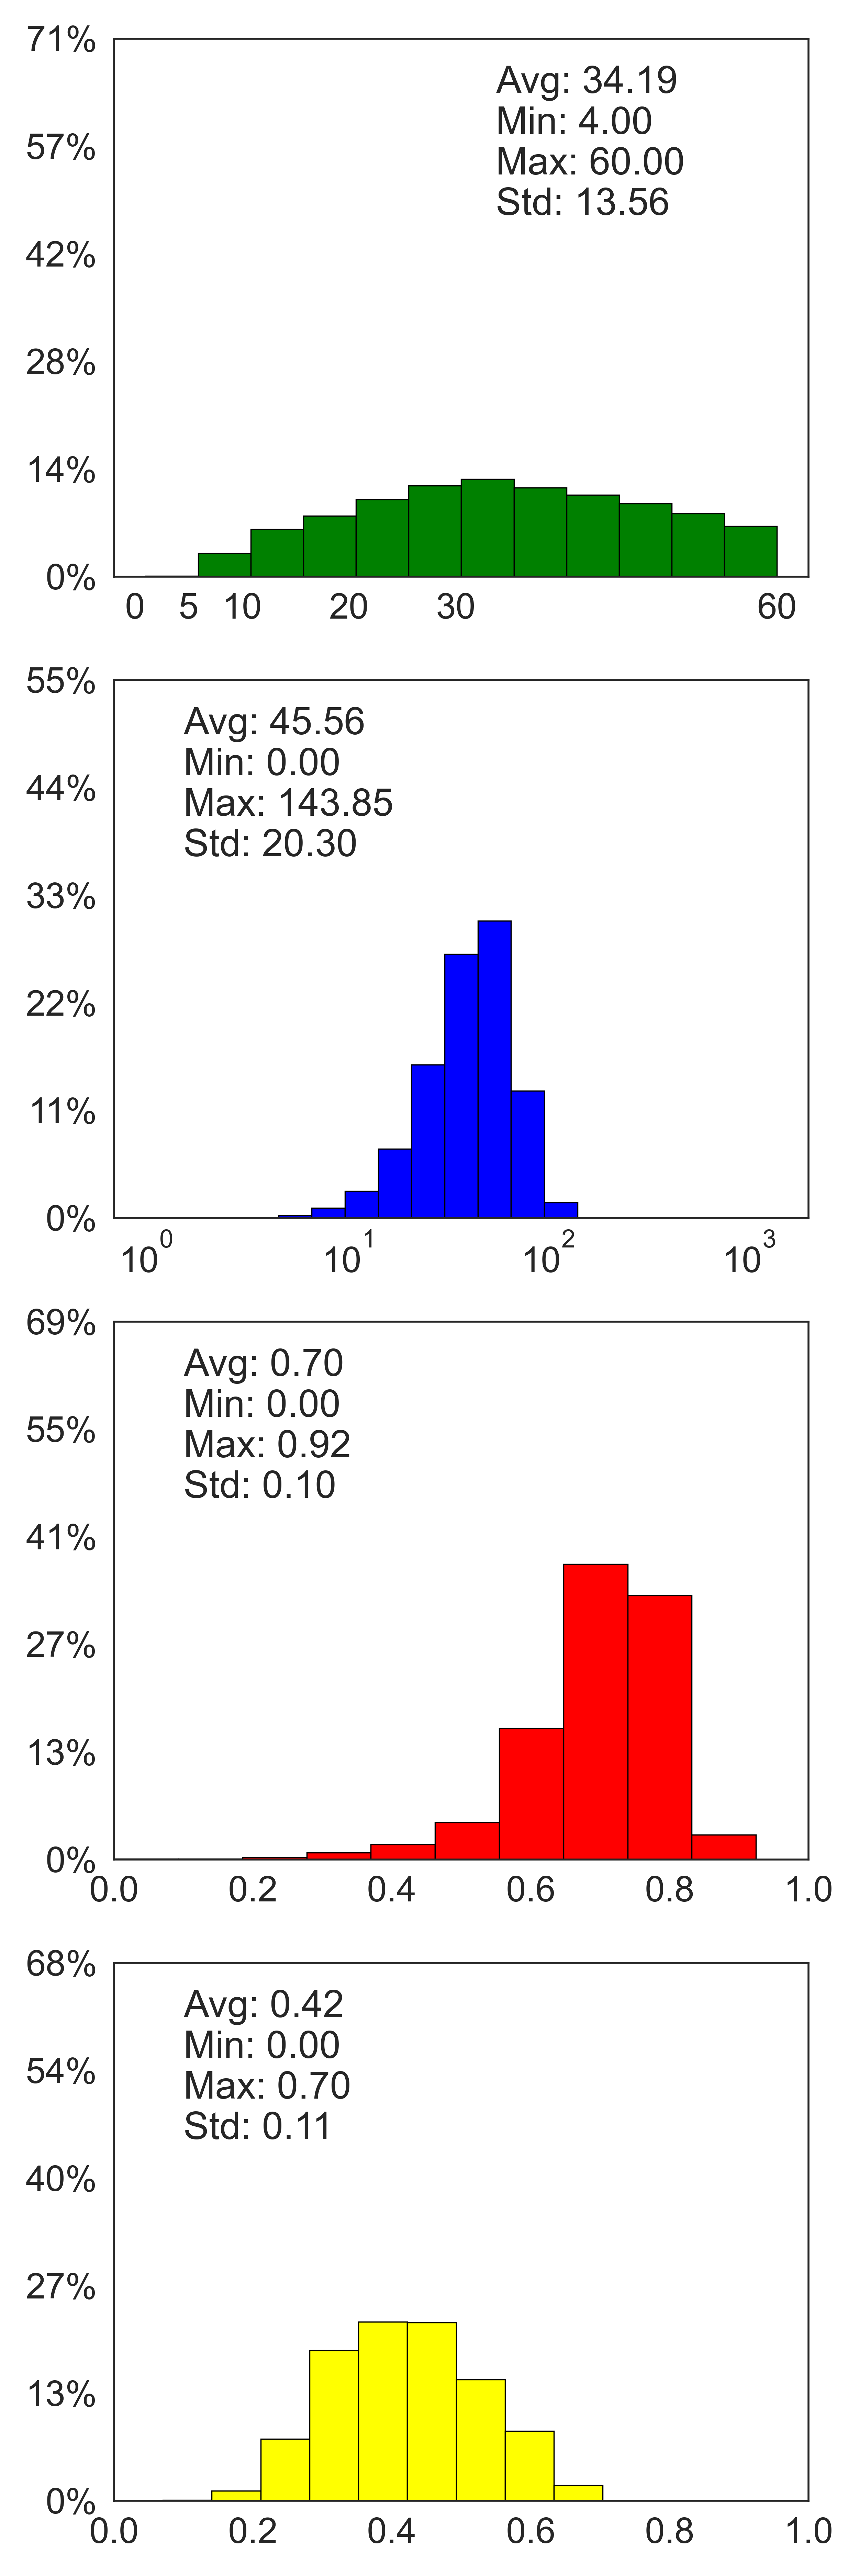 71%
Avg: 34.19
Min: 4.00
57%
Max: 60.00
Std: 13.56
42%
28%
14%
0%
0 5 10 20 30 60
55%
Avg: 45.56
Min: 0.00
44%
Max: 143.85
Std: 20.30
33%
22%
11%
0%
10^0 10^1 10^2 10^3
69%
Avg: 0.70
Min: 0.00
55%
Max: 0.92
Std: 0.10
41%
27%
13%
0%
0.0 0.2 0.4 0.6 0.8 1.0
68%
Avg: 0.42
Min: 0.00
54%
Max: 0.70
Std: 0.11
40%
27%
13%
0%
0.0 0.2 0.4 0.6 0.8 1.0